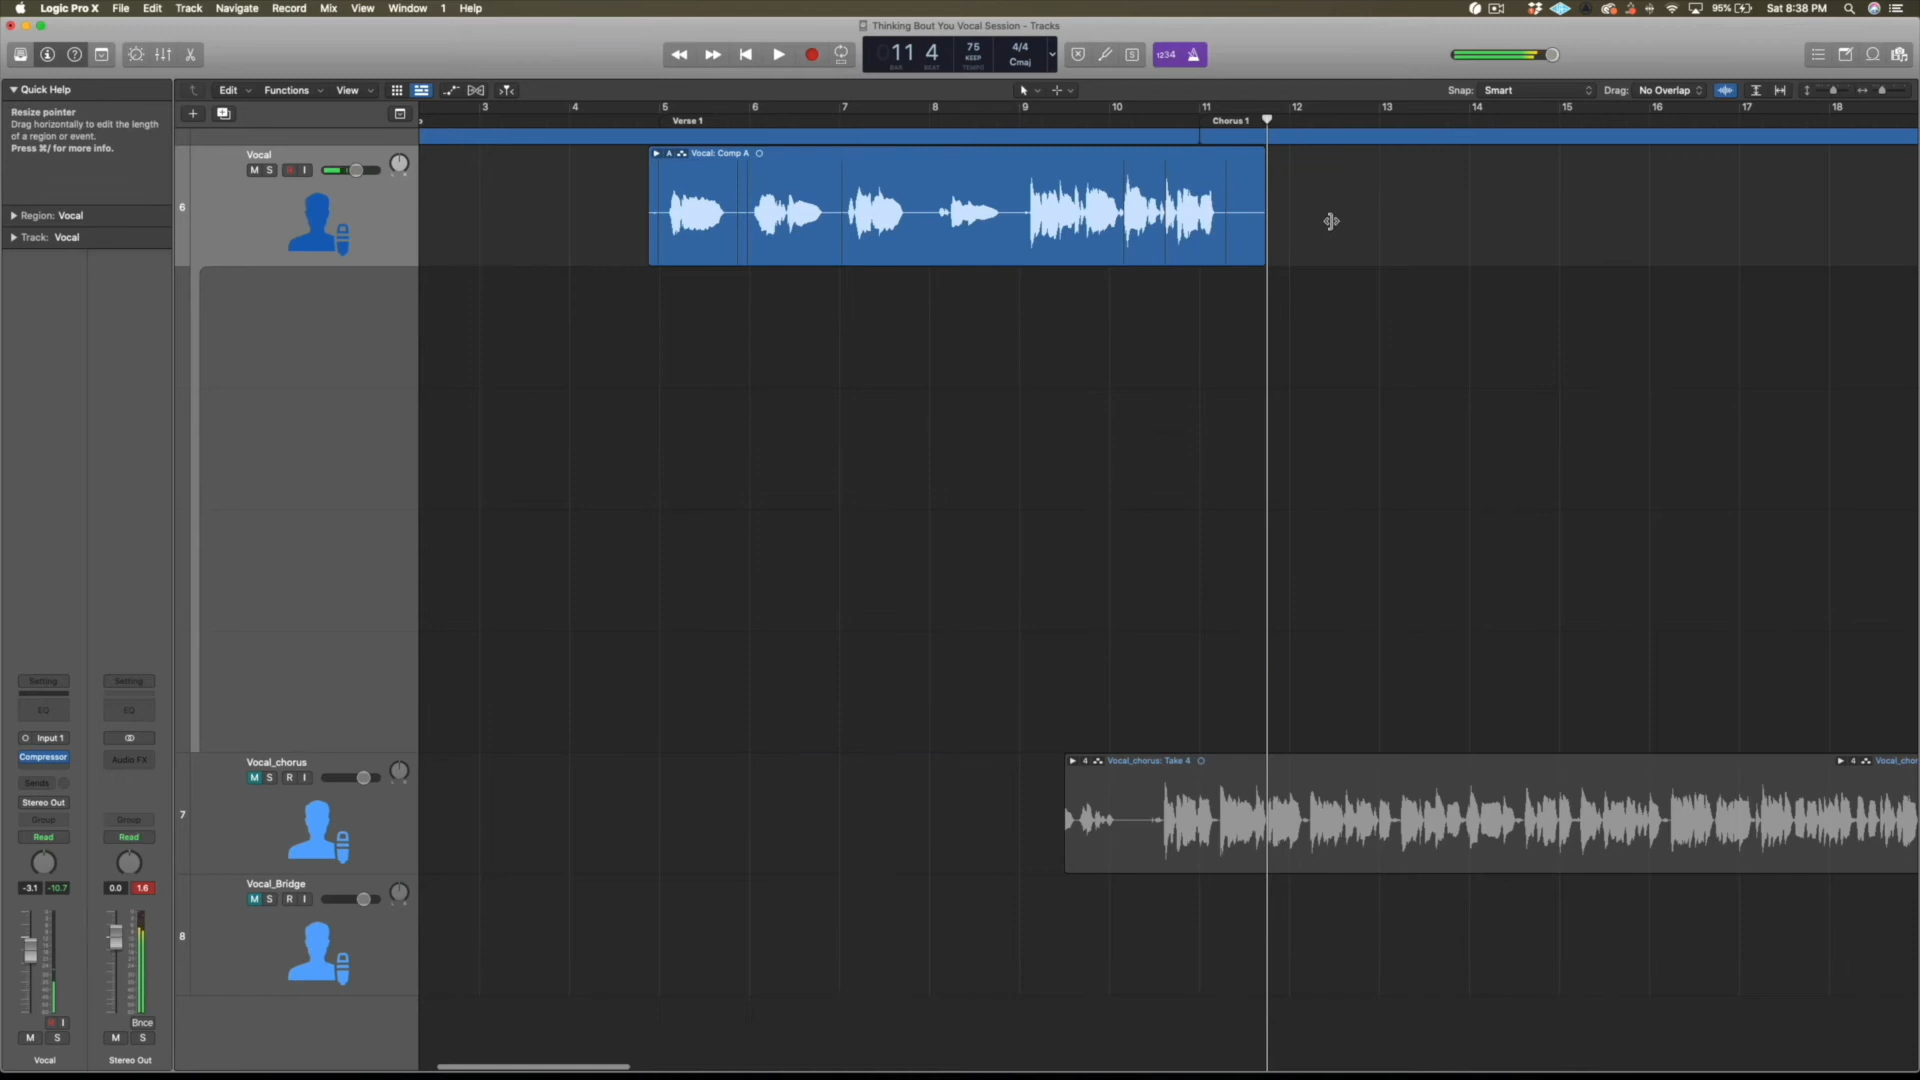 Logic Pro X File Edit Track Navigate Record Mix View Window 1 Help
95% Sat 8:38 PM
Thinking Bout You Vocal Session - Tracks
11 4 75 4/4
KEEP Cmaj
BAR BEAT TEMPO
1234
S
Quick Help
Edit Functions View
Snap: Smart Drag: No Overlap
Resize pointer
Drag horizontally to edit the length
of a region or event.
Press ⌘/ for more info.
3 4 5 6 7 8 9 10 11 12 13 14 15 16 17 18
Verse 1 Chorus 1
Vocal
M S R I
6
A Vocal: Comp A
Region: Vocal
Track: Vocal
Setting Setting
EQ EQ
Input 1
Compressor Audio FX
Sends
Stereo Out
Group Group
Read Read
-3.1 -10.7 0.0 1.6
R I Bnce
M S M S
Vocal Stereo Out
Vocal_chorus
M S R I
7
4 Vocal_chorus: Take 4
4 Vocal_chor
Vocal_Bridge
M S R I
8